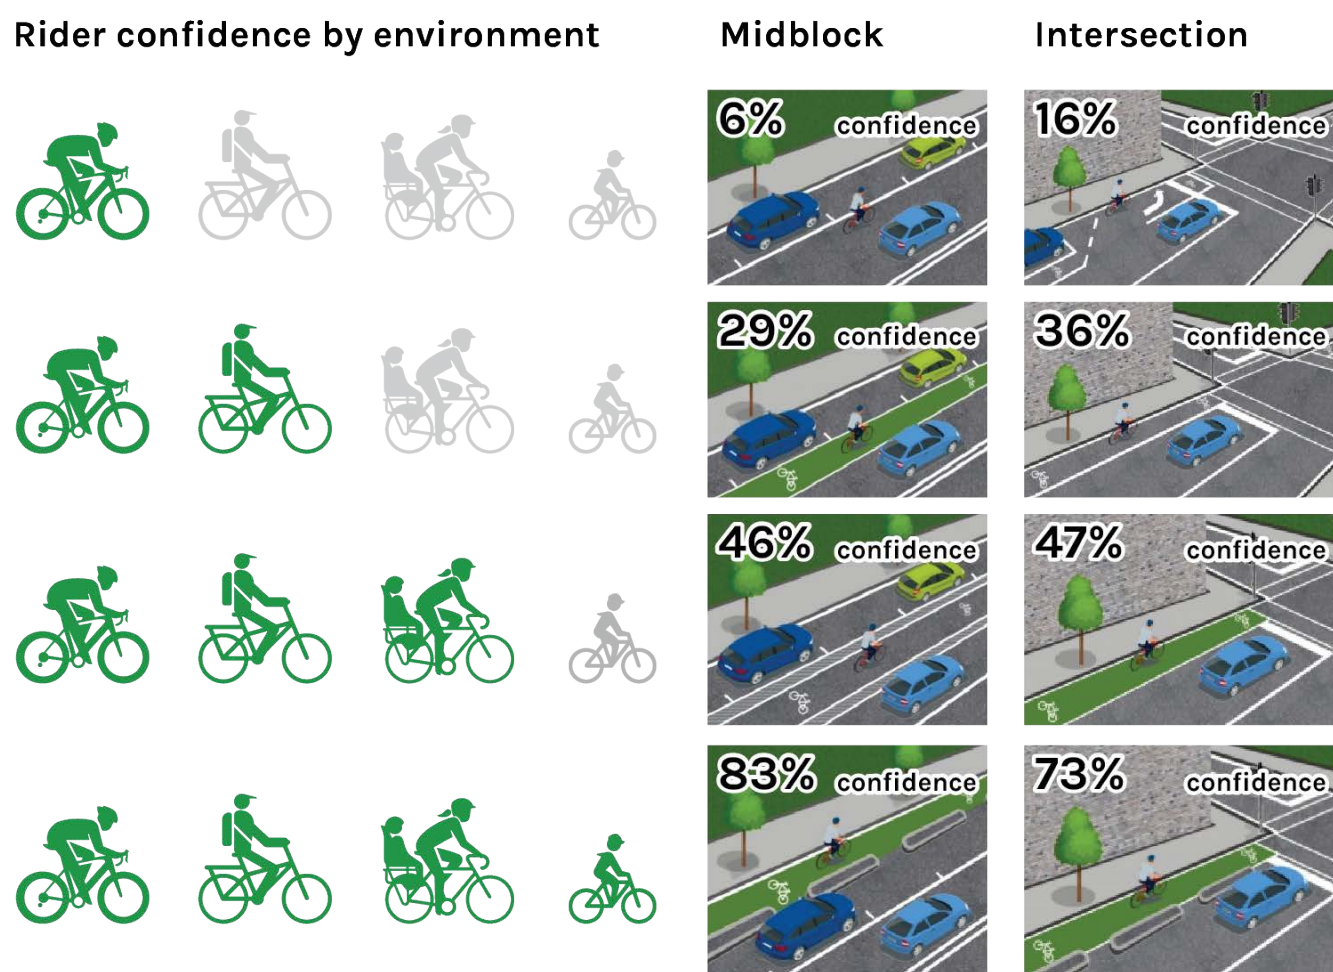 Rider confidence by environment
Midblock
Intersection
6% confidence
16% confidence
29% confidence
36% confidence
46% confidence
47% confidence
83% confidence
73% confidence